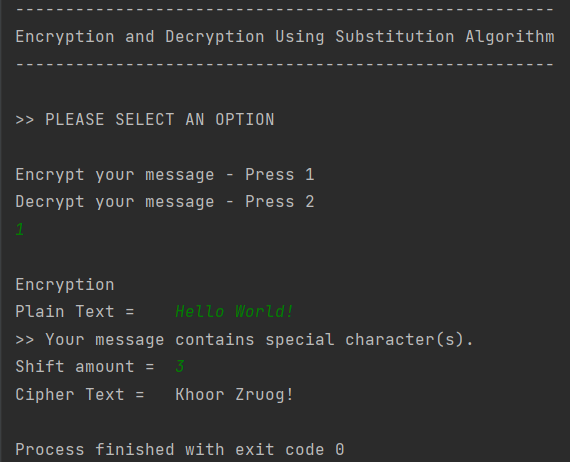 ------------------------------------------------------
Encryption and Decryption Using Substitution Algorithm
------------------------------------------------------
>> PLEASE SELECT AN OPTION
Encrypt your message - Press 1
Decrypt your message - Press 2
1
Encryption
Plain Text =    Hello World!
>> Your message contains special character(s).
Shift amount =  3
Cipher Text =   Khoor Zruog!
Process finished with exit code 0